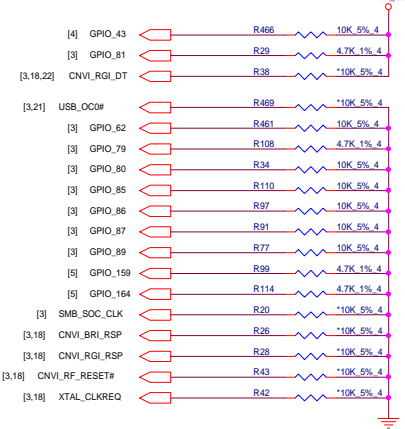 [4] GPIO_43 R466 10K_5%_4
[3] GPIO_81 R29 4.7K_1%_4
[3,18,22] CNVI_RGI_DT R38 *10K_5%_4
[3,21] USB_OC0# R469 *10K_5%_4
[3] GPIO_62 R461 10K_5%_4
[3] GPIO_79 R108 4.7K_1%_4
[3] GPIO_80 R34 10K_5%_4
[3] GPIO_85 R110 10K_5%_4
[3] GPIO_86 R97 10K_5%_4
[3] GPIO_87 R91 10K_5%_4
[3] GPIO_89 R77 10K_5%_4
[5] GPIO_159 R99 4.7K_1%_4
[5] GPIO_164 R114 4.7K_1%_4
[3] SMB_SOC_CLK R20 *10K_5%_4
[3,18] CNVI_BRI_RSP R26 *10K_5%_4
[3,18] CNVI_RGI_RSP R28 *10K_5%_4
[3,18] CNVI_RF_RESET# R43 *10K_5%_4
[3,18] XTAL_CLKREQ R42 *10K_5%_4